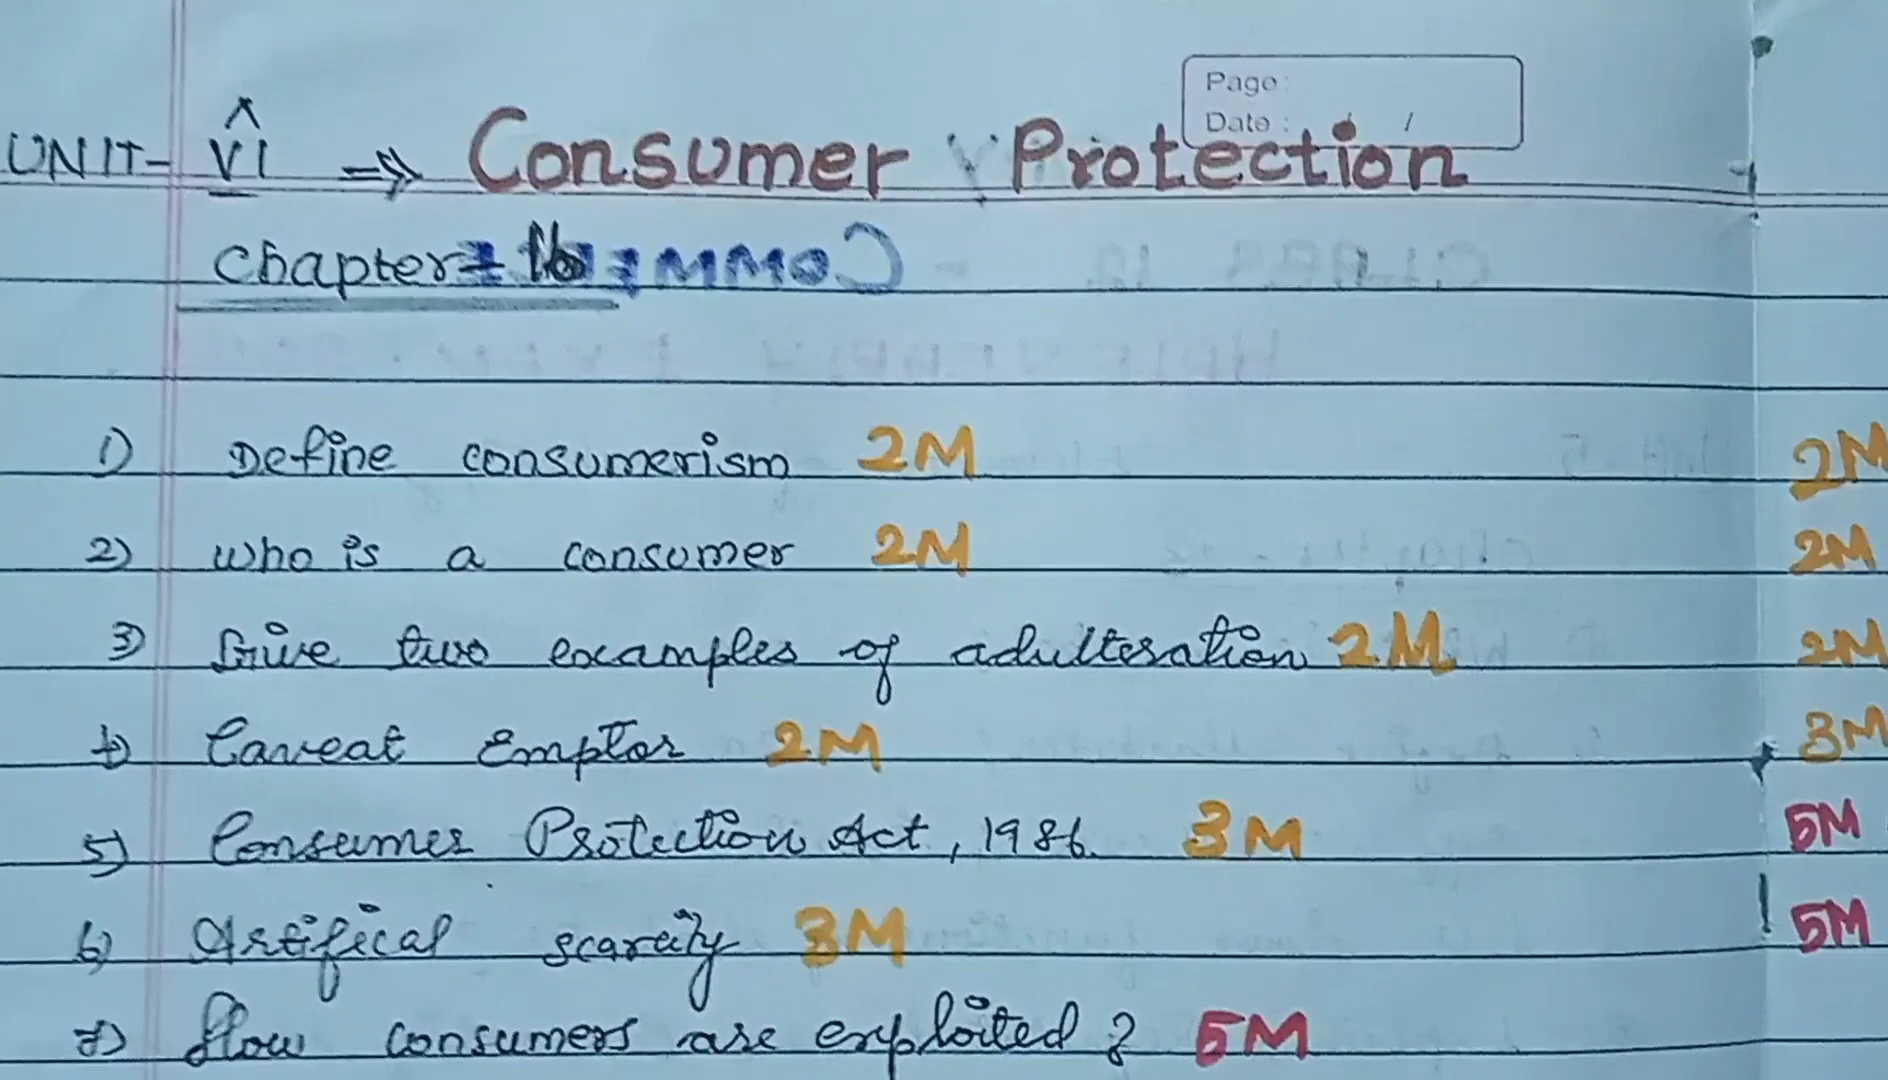 Page:
Date: / /
UNIT- VI ⇒ Consumer Protection
Chapter- 16
1) Define consumerism 2M
2) who is a consumer 2M
3) Give two examples of adulteration 2M
4) Caveat Emptor 2M
5) Consumer Protection Act, 1986. 3M
6) Artifical scarcity 3M
7) How consumers are exploited? 5M
2M
2M
2M
3M
5M
5M